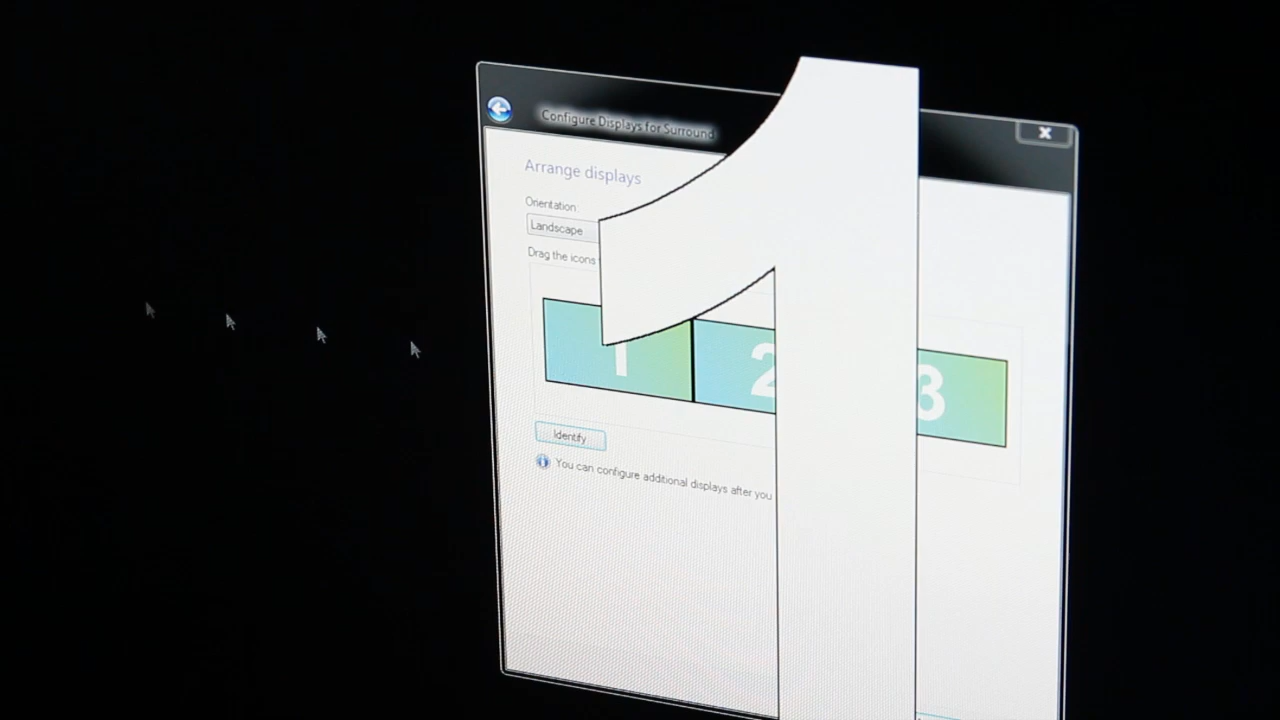 Configure Displays for Surround
Arrange displays
Orientation:
Landscape
Drag the icons
1
1 2 3
Identify
You can configure additional displays after you